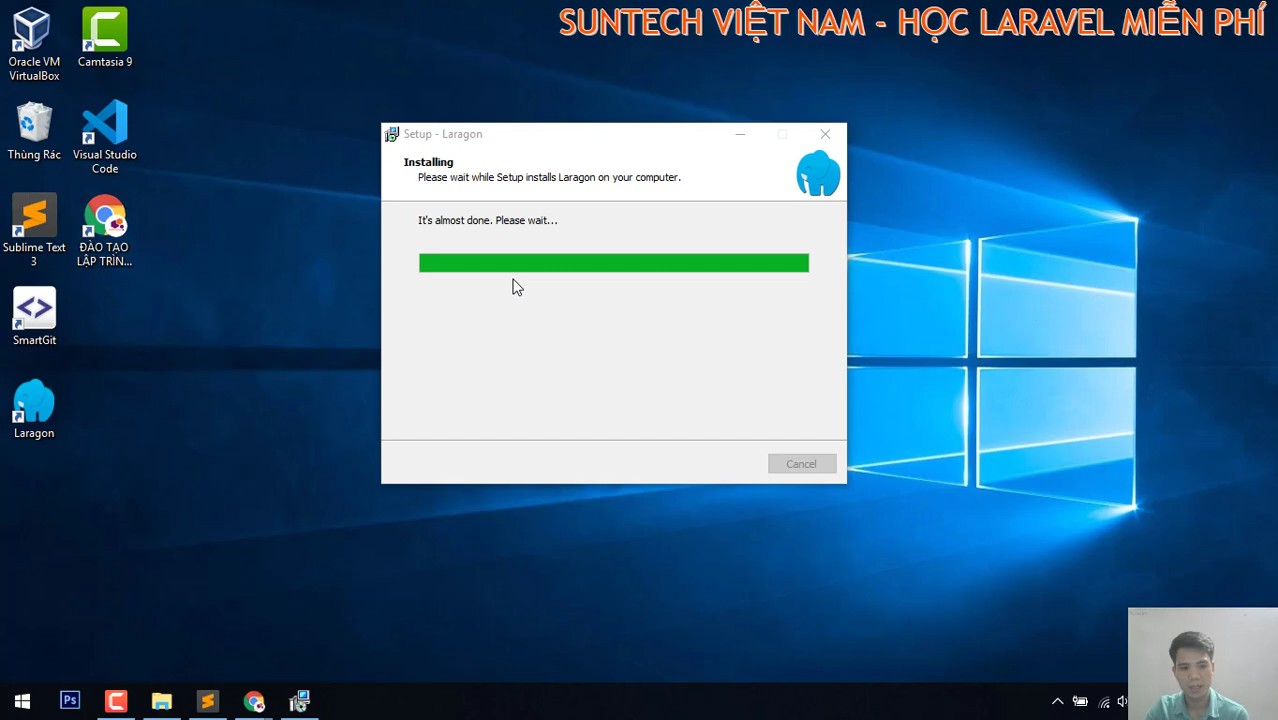 SUNTECH VIỆT NAM - HỌC LARAVEL MIỄN PHÍ
Oracle VM
VirtualBox
Camtasia 9
Thùng Rác
Visual Studio
Code
Sublime Text
3
ĐÀO TẠO
LẬP TRÌN...
SmartGit
Laragon
Setup - Laragon
Installing
Please wait while Setup installs Laragon on your computer.
It's almost done. Please wait...
Cancel
Ps